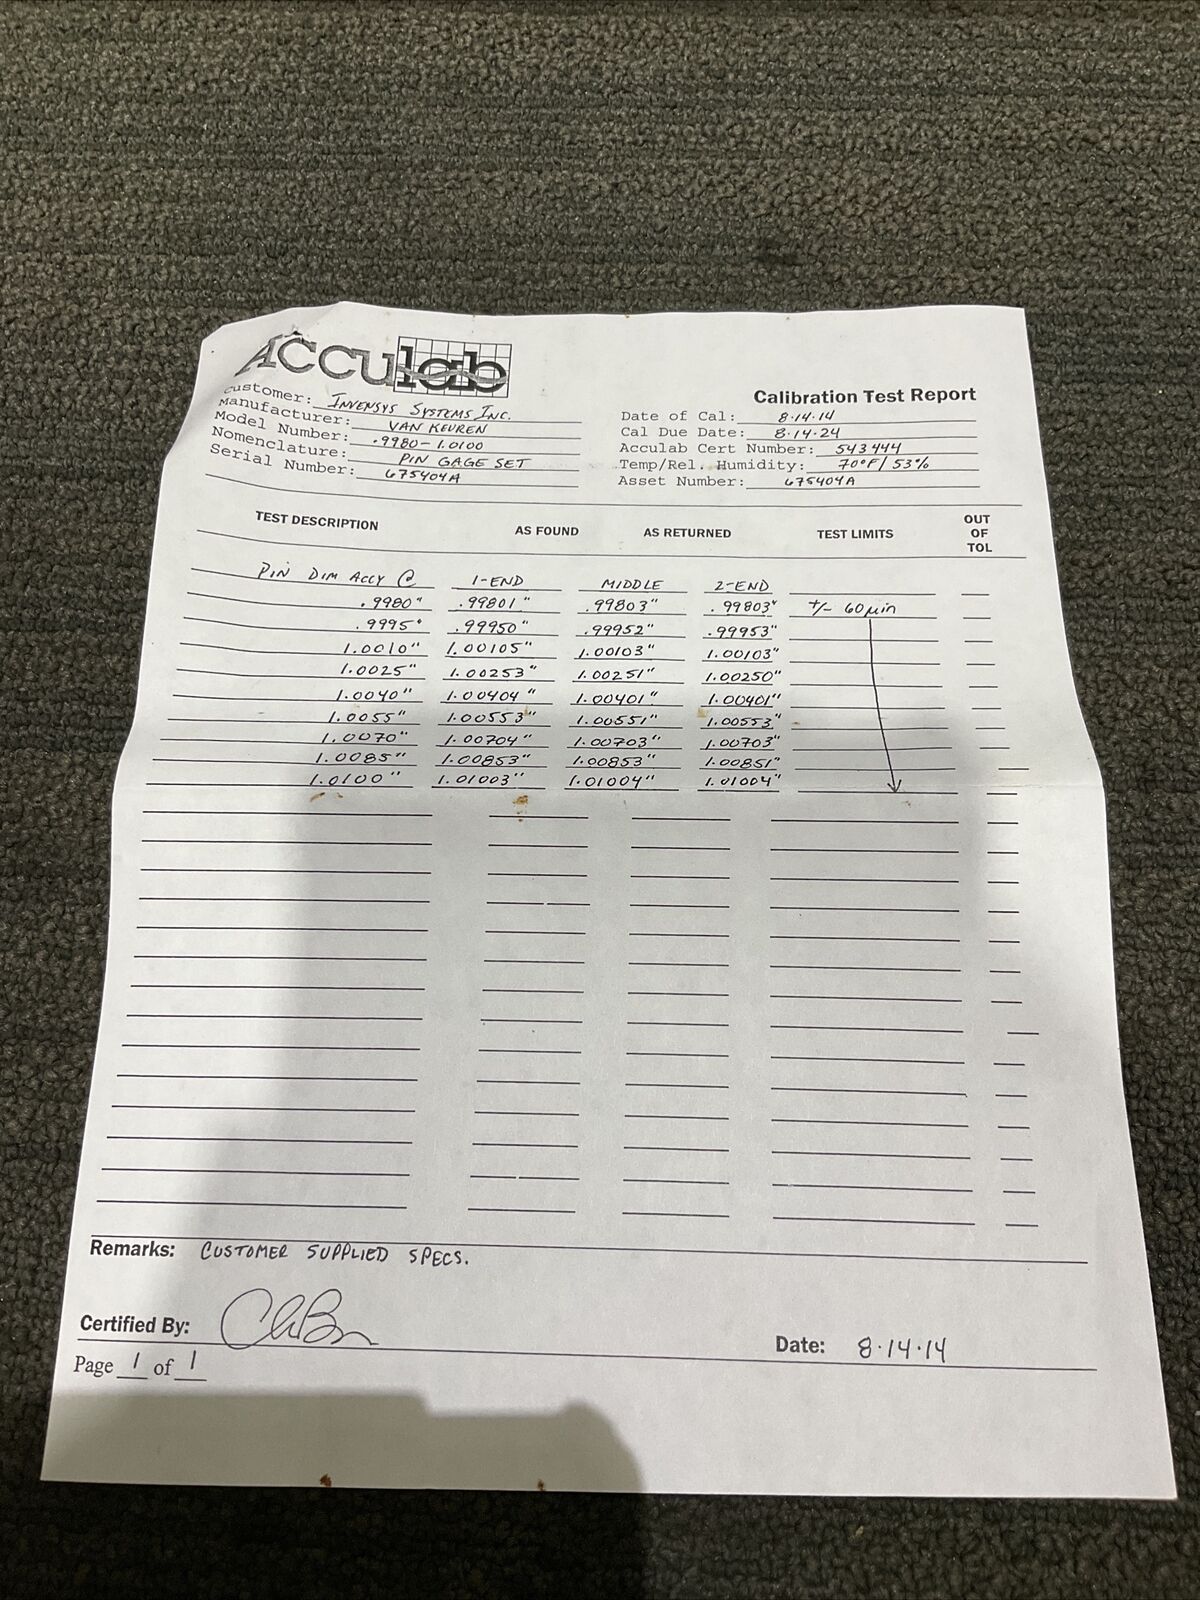 Acculab
Calibration Test Report
Customer: INVENSYS SYSTEMS INC.
Manufacturer: VAN KEUREN
Model Number: .9980-1.0100
Nomenclature: PIN GAGE SET
Serial Number: 675404A
Date of Cal: 8.14.14
Cal Due Date: 8.14.24
Acculab Cert Number: 543444
Temp/Rel. Humidity: 70°F/53%
Asset Number: 675404A
TEST DESCRIPTION AS FOUND AS RETURNED TEST LIMITS OUT OF TOL
PIN DIM ACCY @ 1-END MIDDLE 2-END
.9980" .99801" .99803" .99803" +/- 60µin
.9995" .99950" .99952" .99953"
1.0010" 1.00105" 1.00103" 1.00103"
1.0025" 1.00253" 1.00251" 1.00250"
1.0040" 1.00404" 1.00401" 1.00401"
1.0055" 1.00553" 1.00551" 1.00553"
1.0070" 1.00704" 1.00703" 1.00703"
1.0085" 1.00853" 1.00853" 1.00851"
1.0100" 1.01003" 1.01004" 1.01004"
Remarks: CUSTOMER SUPPLIED SPECS.
Certified By:
Date: 8.14.14
Page 1 of 1